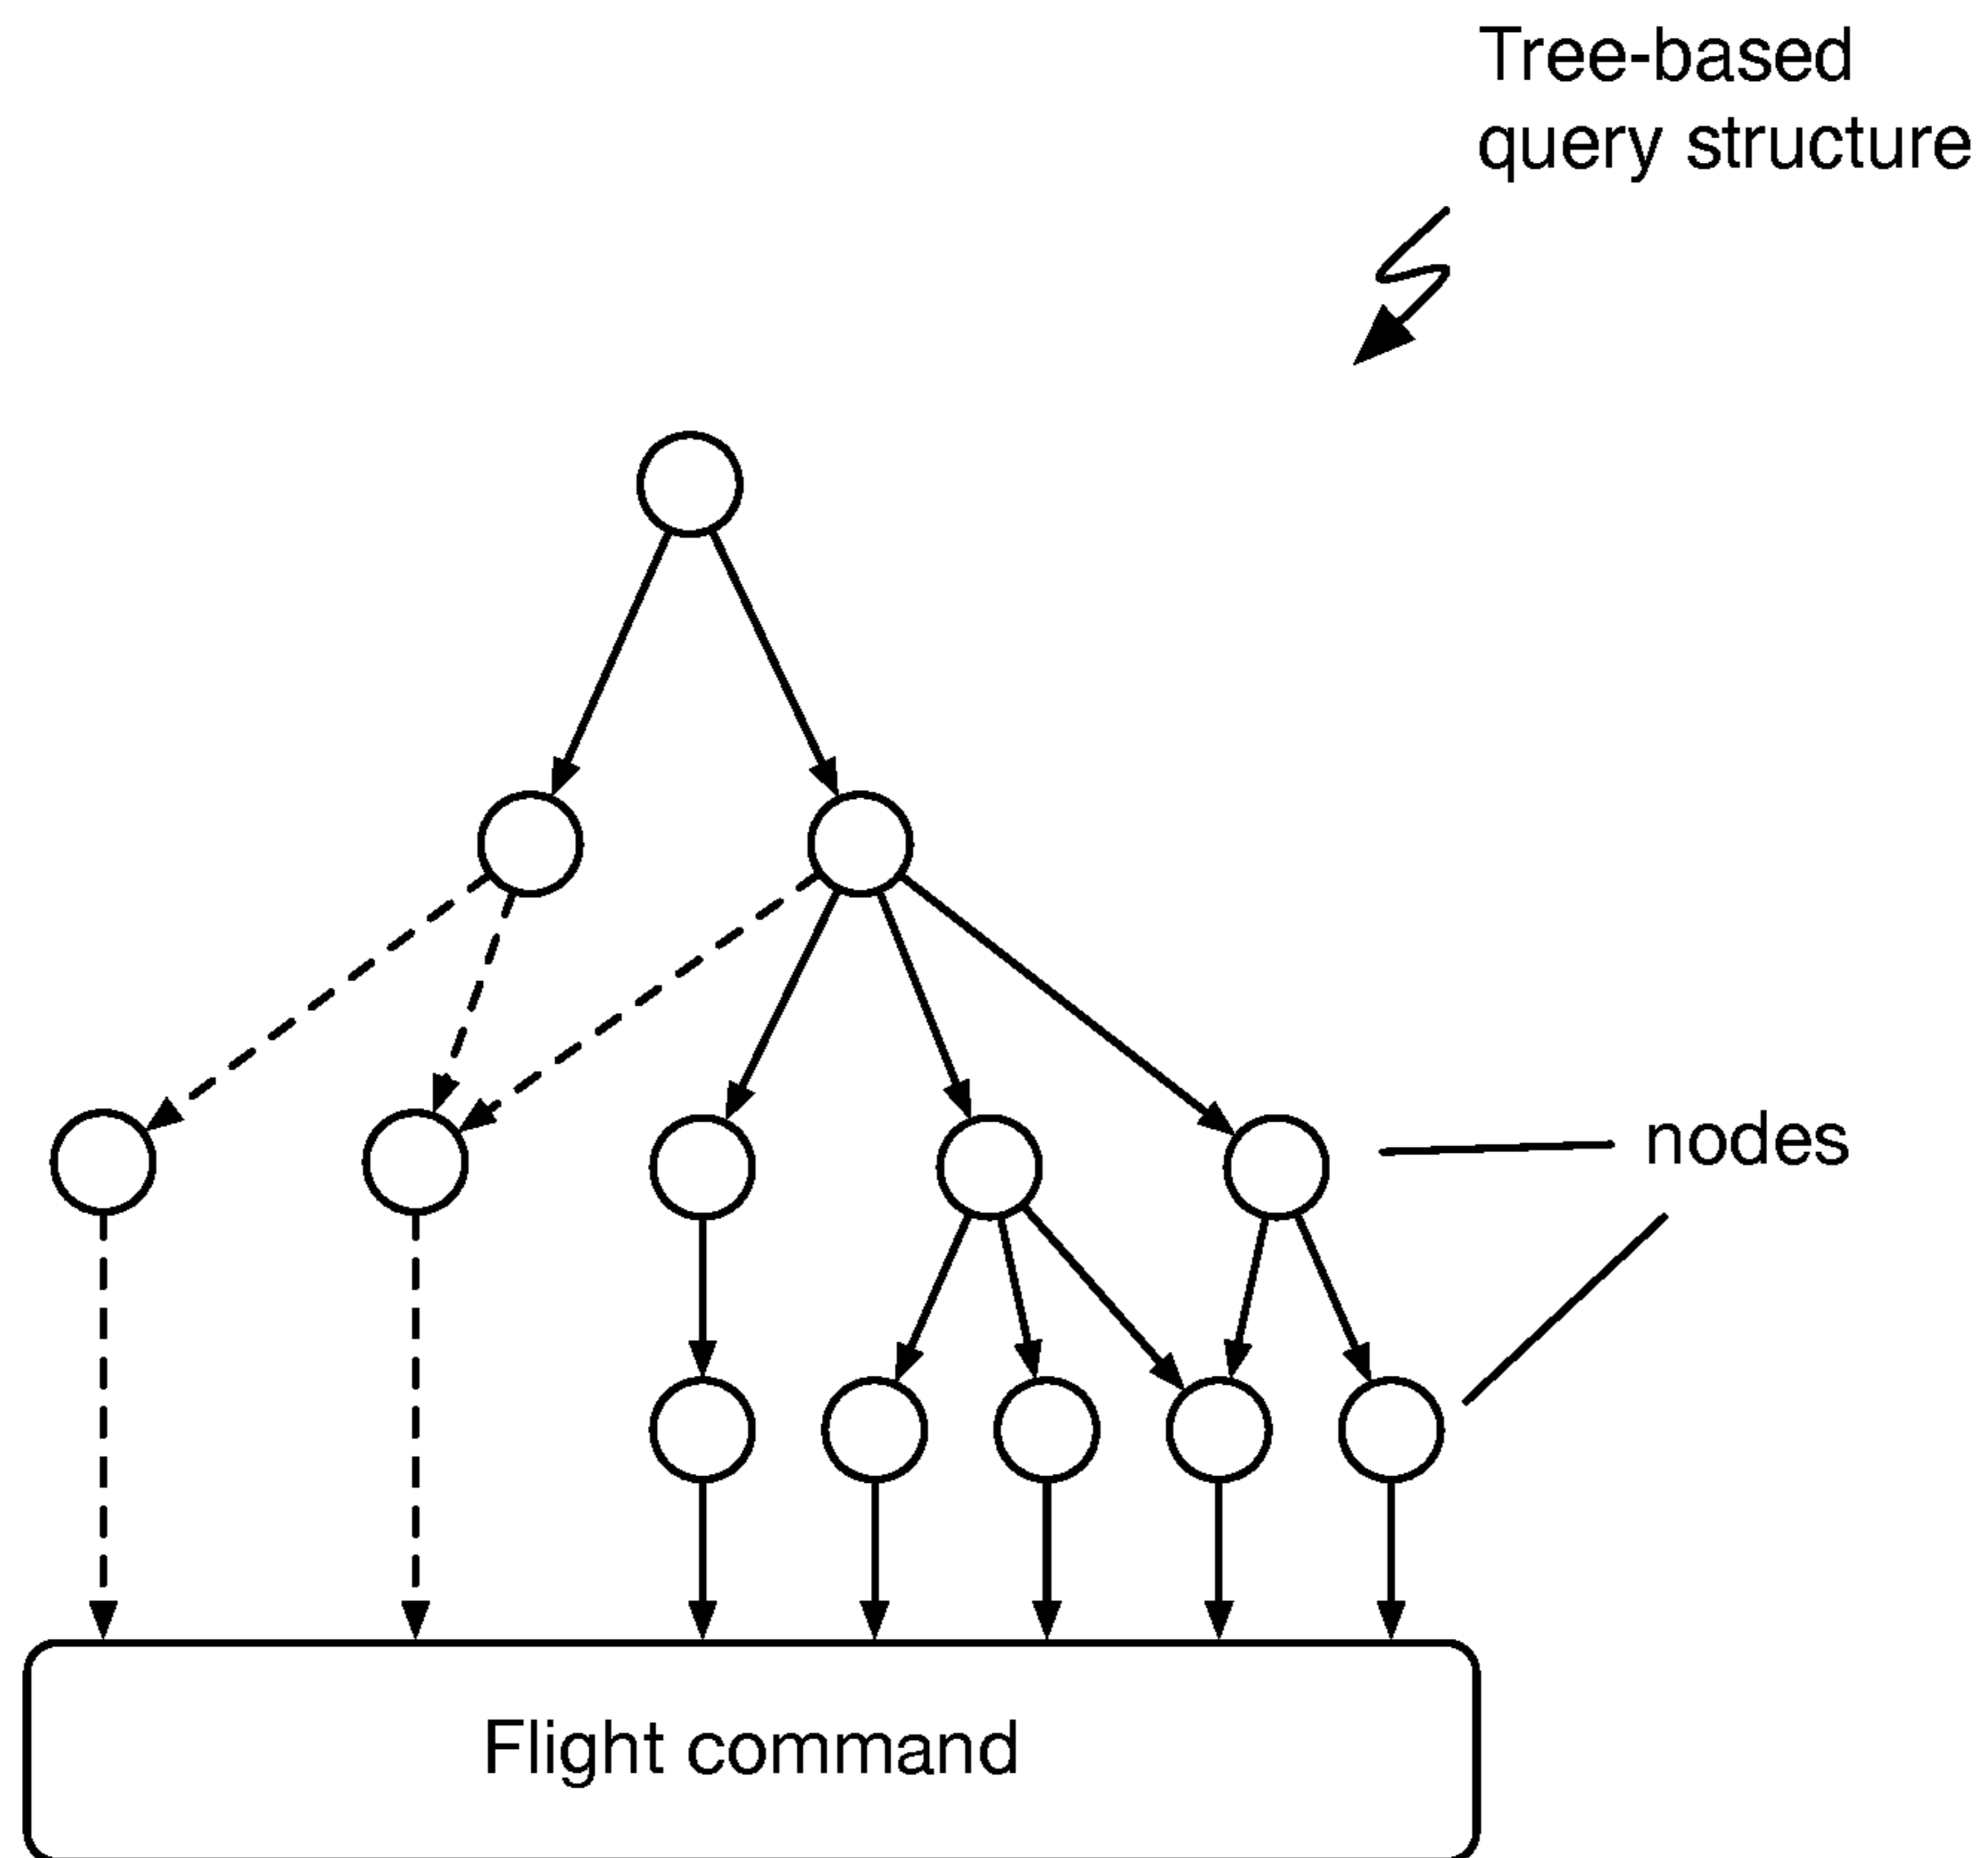 Tree-based
query structure
nodes
Flight command